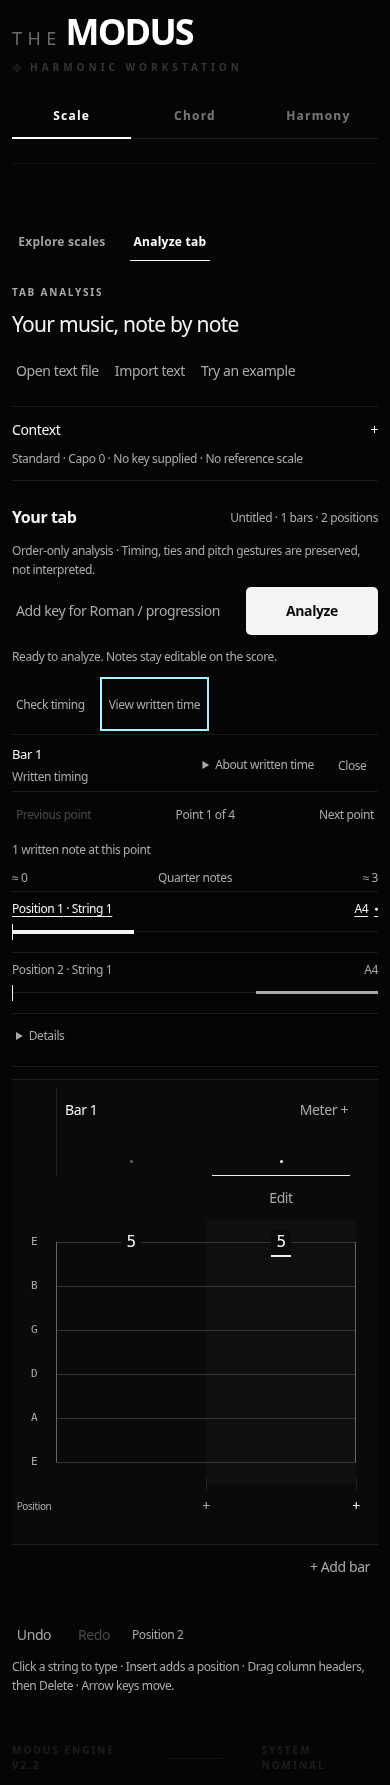 THE MODUS
HARMONIC WORKSTATION
Scale Chord Harmony
Explore scales Analyze tab
TAB ANALYSIS
Your music, note by note
Open text file Import text Try an example
Context +
Standard · Capo 0 · No key supplied · No reference scale
Your tab Untitled · 1 bars · 2 positions
Order-only analysis · Timing, ties and pitch gestures are preserved,
not interpreted.
Add key for Roman / progression Analyze
Ready to analyze. Notes stay editable on the score.
Check timing View written time
Bar 1
Written timing
▶ About written time Close
Previous point Point 1 of 4 Next point
1 written note at this point
≈ 0 Quarter notes ≈ 3
Position 1 · String 1 A4 •
Position 2 · String 1 A4
▶ Details
Bar 1 Meter +
Edit
E 5 5
B
G
D
A
E
Position + +
+ Add bar
Undo Redo Position 2
Click a string to type · Insert adds a position · Drag column headers,
then Delete · Arrow keys move.
MODUS ENGINE
V2.2
SYSTEM
NOMINAL